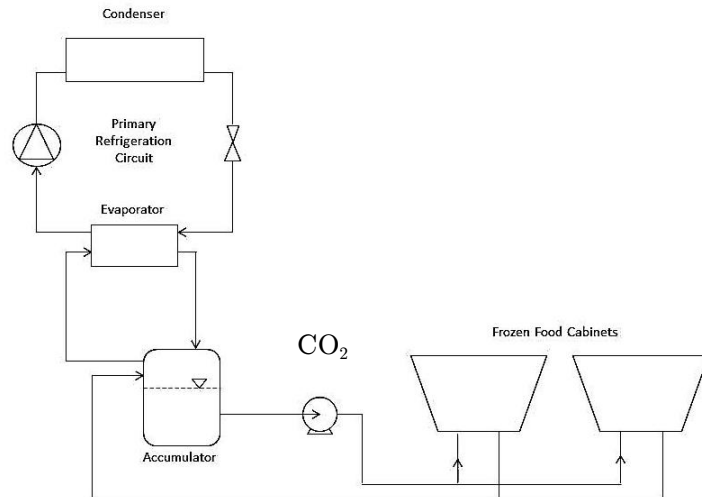 Condenser
Primary
Refrigeration
Circuit
Evaporator
CO₂
Frozen Food Cabinets
Accumulator